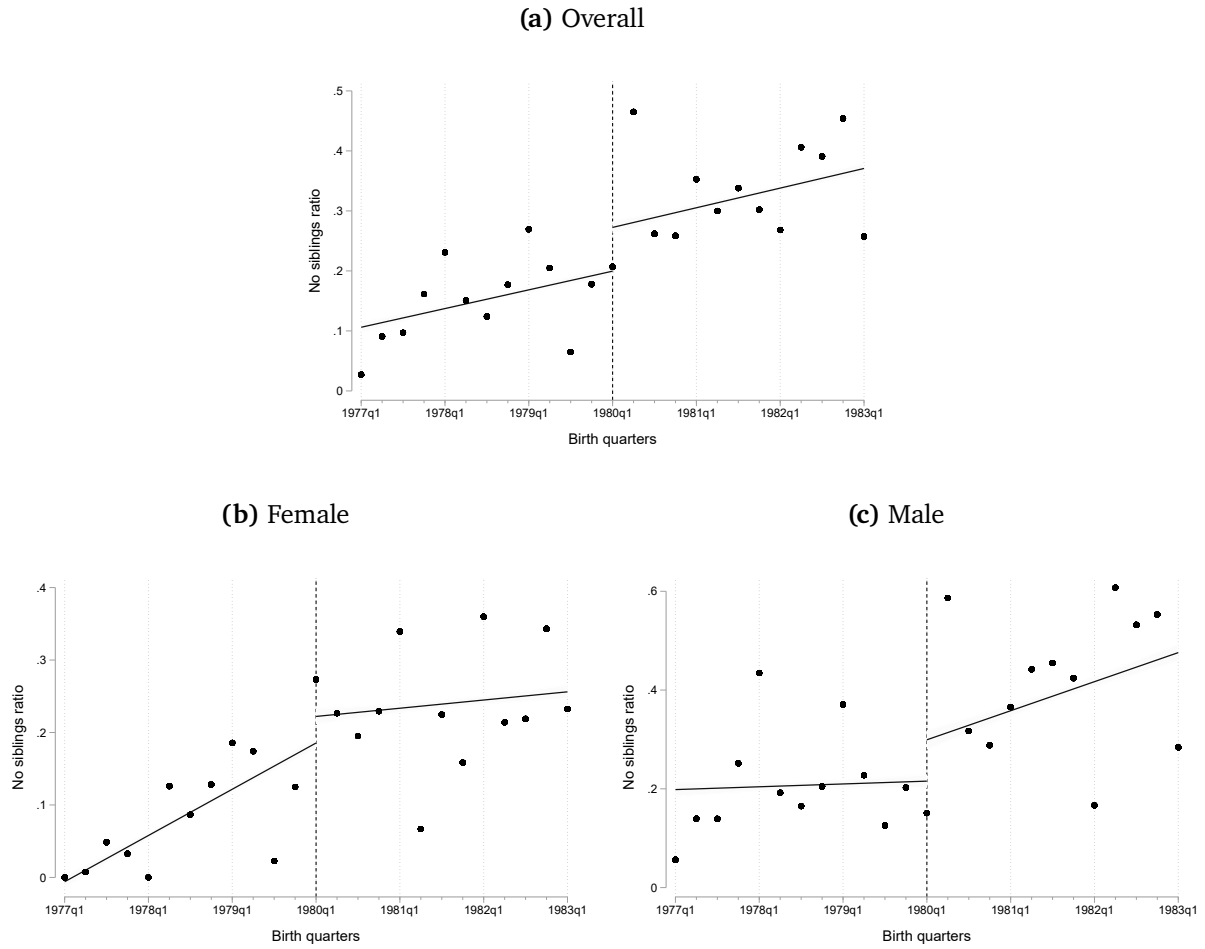 (a) Overall
.5
.4
.3
.2
.1
0
No siblings ratio
1977q1 1978q1 1979q1 1980q1 1981q1 1982q1 1983q1
Birth quarters
(b) Female
.4
.3
.2
.1
0
No siblings ratio
1977q1 1978q1 1979q1 1980q1 1981q1 1982q1 1983q1
Birth quarters
(c) Male
.6
.4
.2
0
No siblings ratio
1977q1 1978q1 1979q1 1980q1 1981q1 1982q1 1983q1
Birth quarters